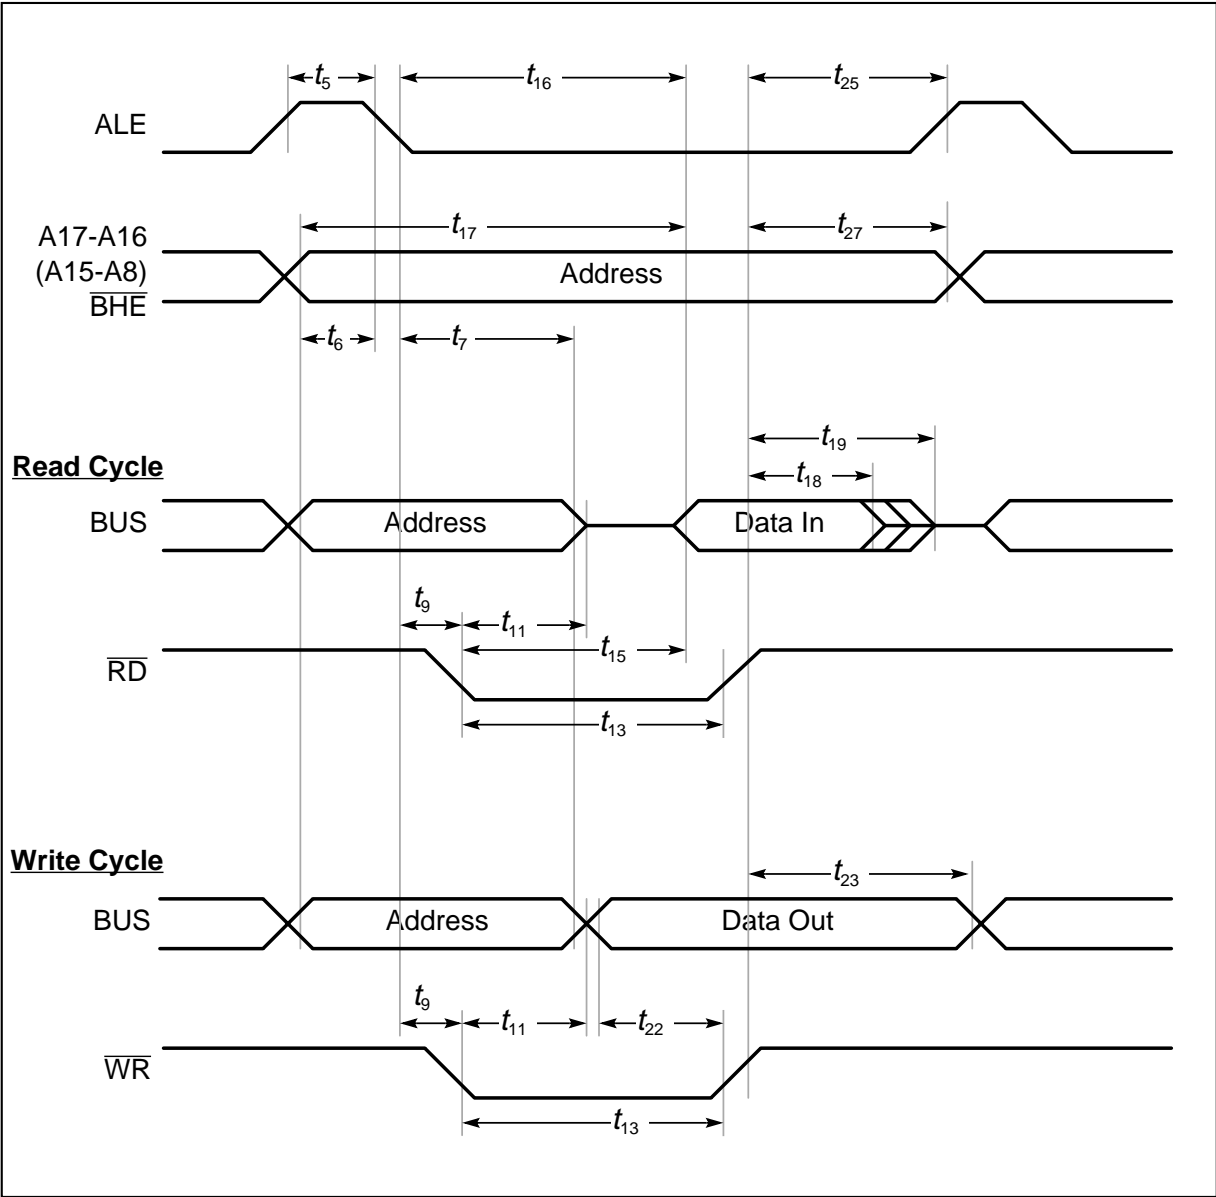 t5 t16 t25
ALE
t17 t27
A17-A16
(A15-A8)
BHE
Address
t6 t7
t19
Read Cycle
t18
BUS
Address Data In
t9 t11
t15
RD
t13
Write Cycle
t23
BUS
Address Data Out
t9 t11 t22
WR
t13